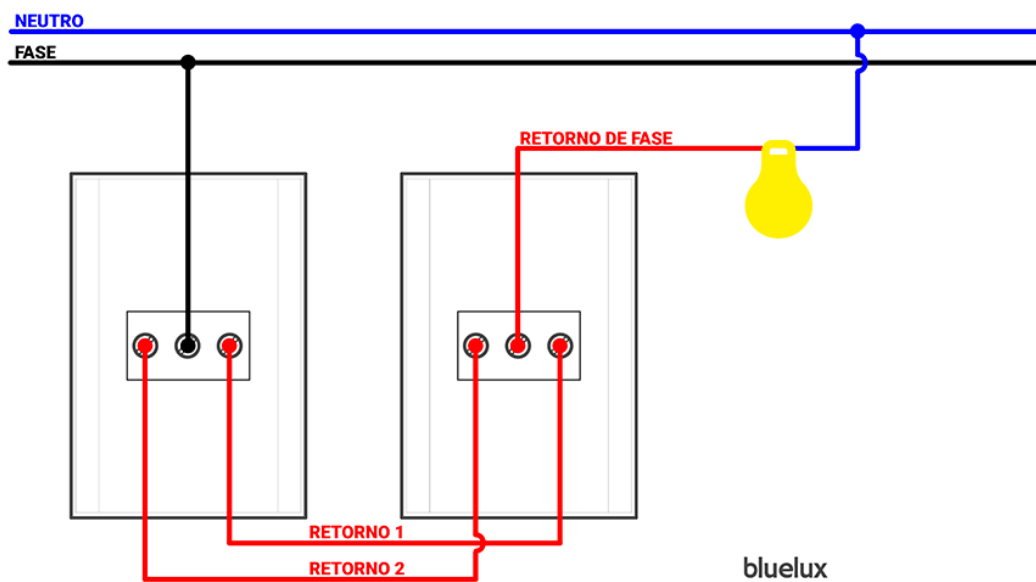 NEUTRO
FASE
RETORNO DE FASE
RETORNO 1
RETORNO 2
bluelux